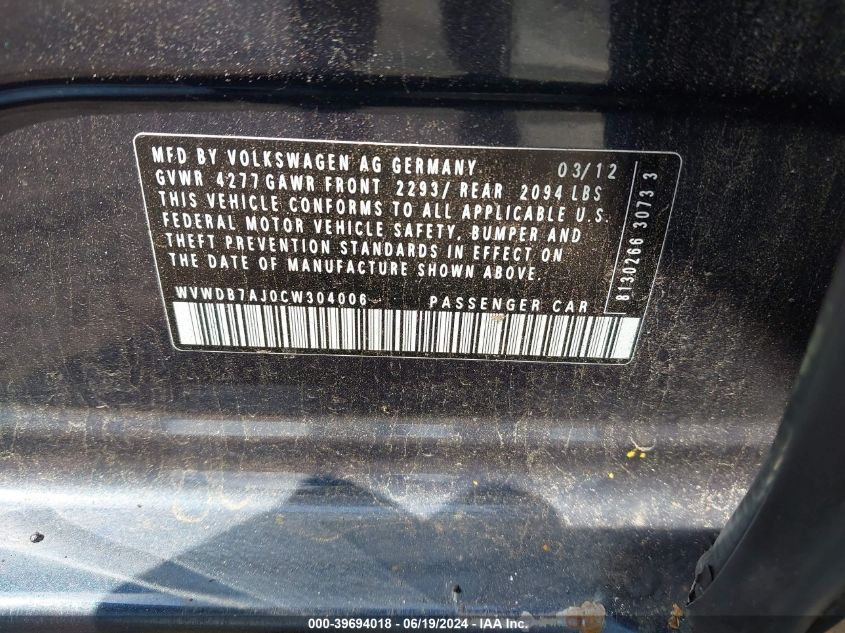 MFD BY VOLKSWAGEN AG GERMANY 03/12
GVWR 4277 GAWR FRONT 2293/ REAR 2094 LBS
THIS VEHICLE CONFORMS TO ALL APPLICABLE U.S.
FEDERAL MOTOR VEHICLE SAFETY, BUMPER AND
THEFT PREVENTION STANDARDS IN EFFECT ON
THE DATE OF MANUFACTURE SHOWN ABOVE.
WVWDB7AJ0CW304006 PASSENGER CAR
8130266 3073 3
000-39694018 - 06/19/2024 - IAA Inc.